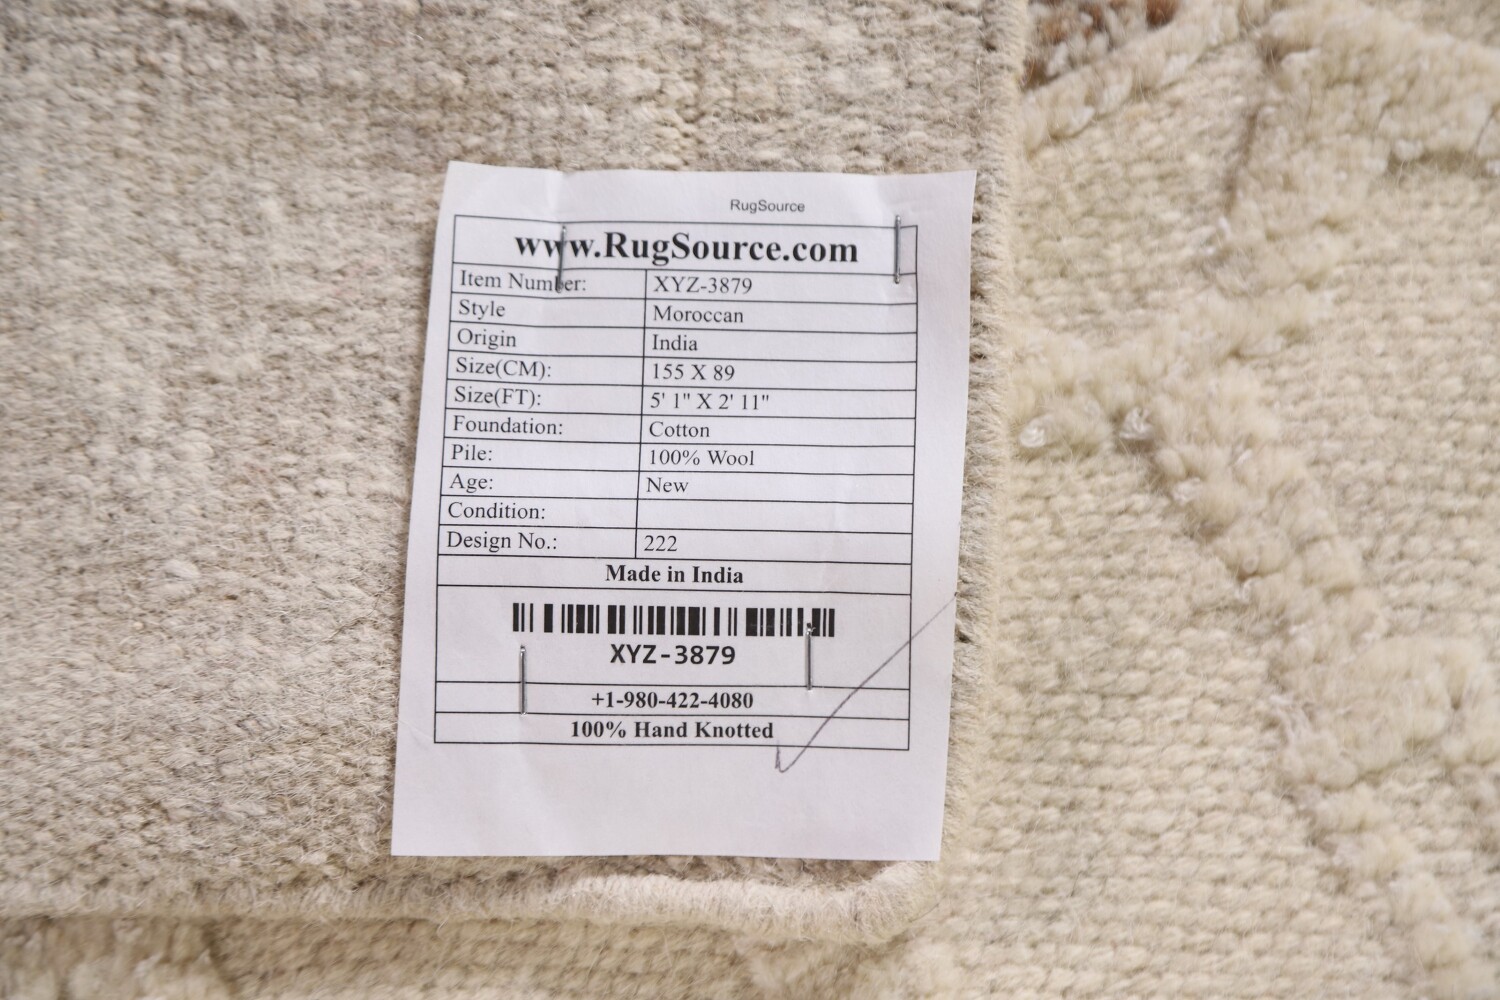 RugSource
www.RugSource.com
Item Number: XYZ-3879
Style Moroccan
Origin India
Size(CM): 155 X 89
Size(FT): 5' 1" X 2' 11"
Foundation: Cotton
Pile: 100% Wool
Age: New
Condition:
Design No.: 222
Made in India
XYZ-3879
+1-980-422-4080
100% Hand Knotted